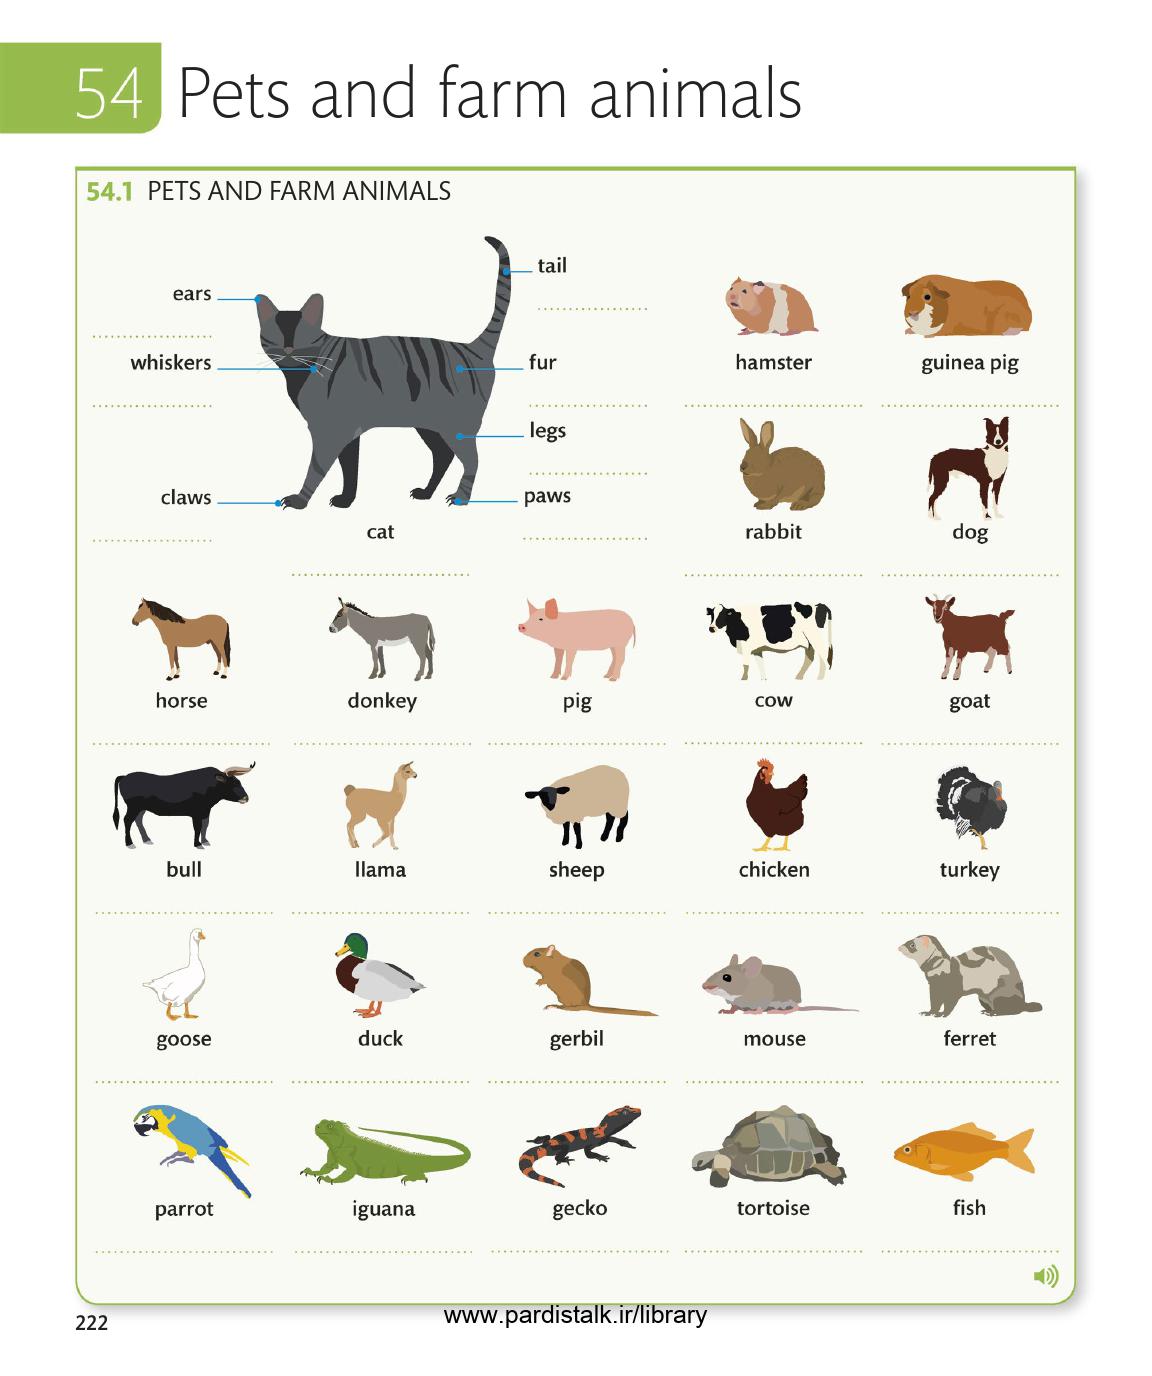 54 Pets and farm animals
54.1 PETS AND FARM ANIMALS
tail
ears
hamster guinea pig
whiskers fur
legs
claws paws
cat rabbit dog
horse donkey pig cow goat
bull llama sheep chicken turkey
goose duck gerbil mouse ferret
parrot iguana gecko tortoise fish
222
www.pardistalk.ir/library